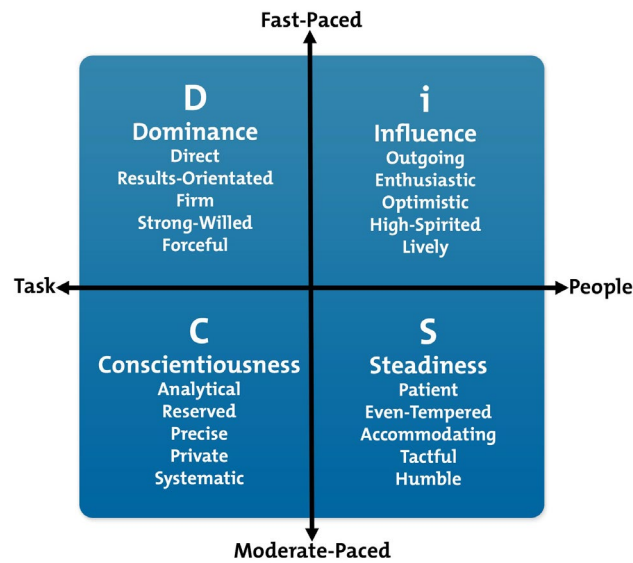 Fast-Paced
D
Dominance
Direct
Results-Orientated
Firm
Strong-Willed
Forceful
i
Influence
Outgoing
Enthusiastic
Optimistic
High-Spirited
Lively
Task
People
C
Conscientiousness
Analytical
Reserved
Precise
Private
Systematic
S
Steadiness
Patient
Even-Tempered
Accommodating
Tactful
Humble
Moderate-Paced